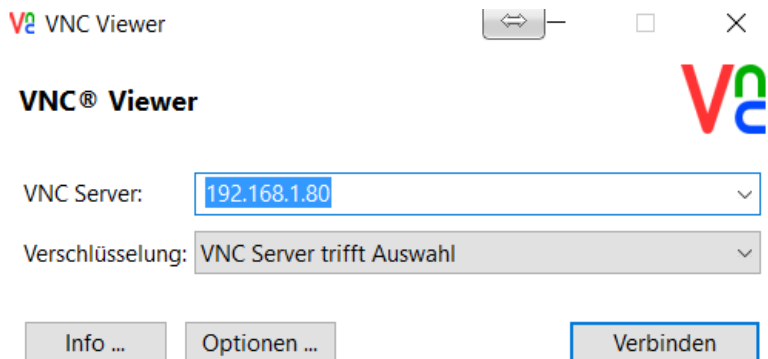 VNC Viewer
VNC® Viewer
VNC Server: 192.168.1.80
Verschlüsselung: VNC Server trifft Auswahl
Info ... Optionen ... Verbinden